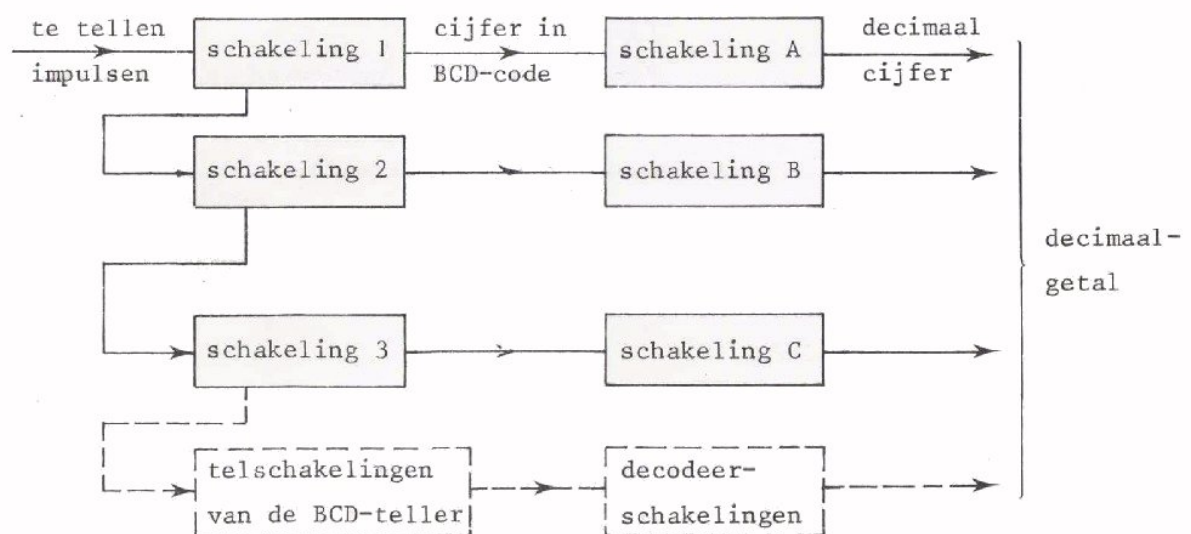 te tellen
impulsen
schakeling 1
cijfer in
BCD-code
schakeling A
decimaal
cijfer
schakeling 2
schakeling B
decimaal-
getal
schakeling 3
schakeling C
telschakelingen
van de BCD-teller
decodeer-
schakelingen